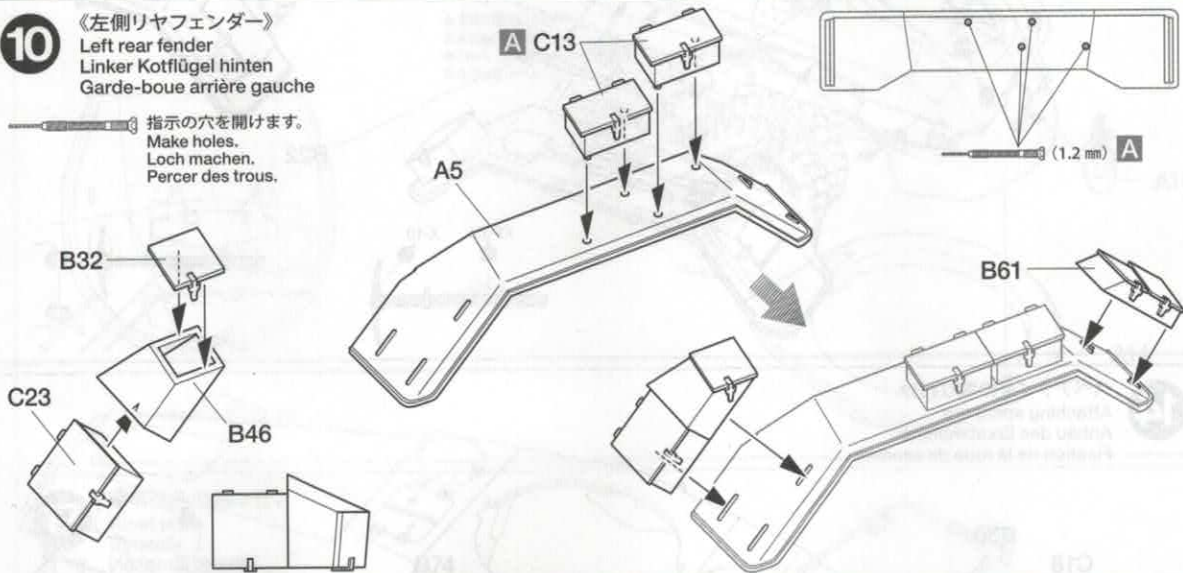 10
《左側リヤフェンダー》
Left rear fender
Linker Kotflügel hinten
Garde-boue arrière gauche
指示の穴を開けます。
Make holes.
Loch machen.
Percer des trous.
A C13
(1.2 mm) A
A5
B32
B61
C23
B46